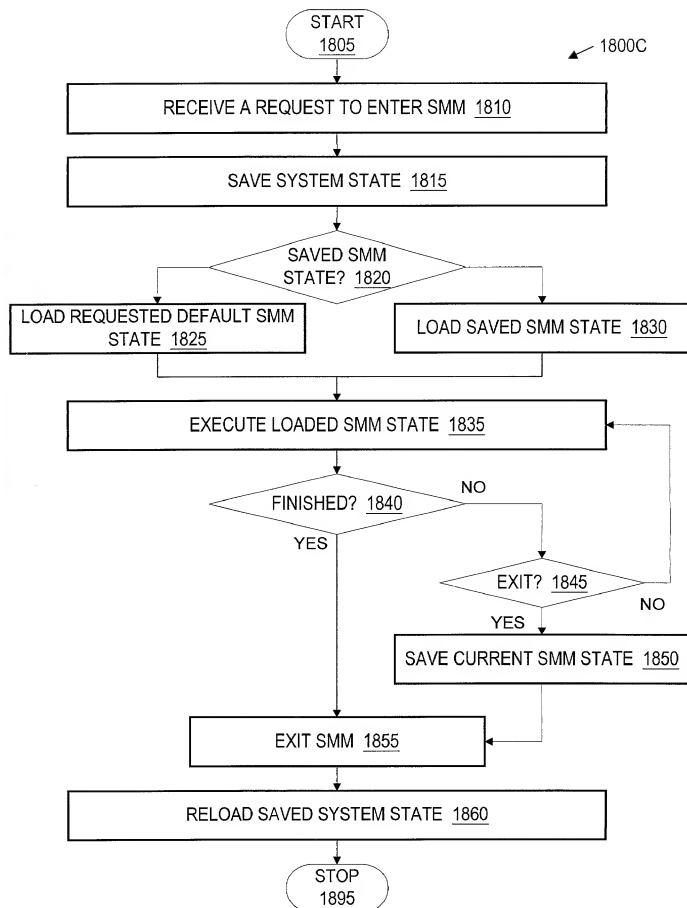 START
1805
1800C
RECEIVE A REQUEST TO ENTER SMM 1810
SAVE SYSTEM STATE 1815
SAVED SMM
STATE? 1820
LOAD REQUESTED DEFAULT SMM
STATE 1825
LOAD SAVED SMM STATE 1830
EXECUTE LOADED SMM STATE 1835
FINISHED? 1840
NO
YES
EXIT? 1845
NO
YES
SAVE CURRENT SMM STATE 1850
EXIT SMM 1855
RELOAD SAVED SYSTEM STATE 1860
STOP
1895